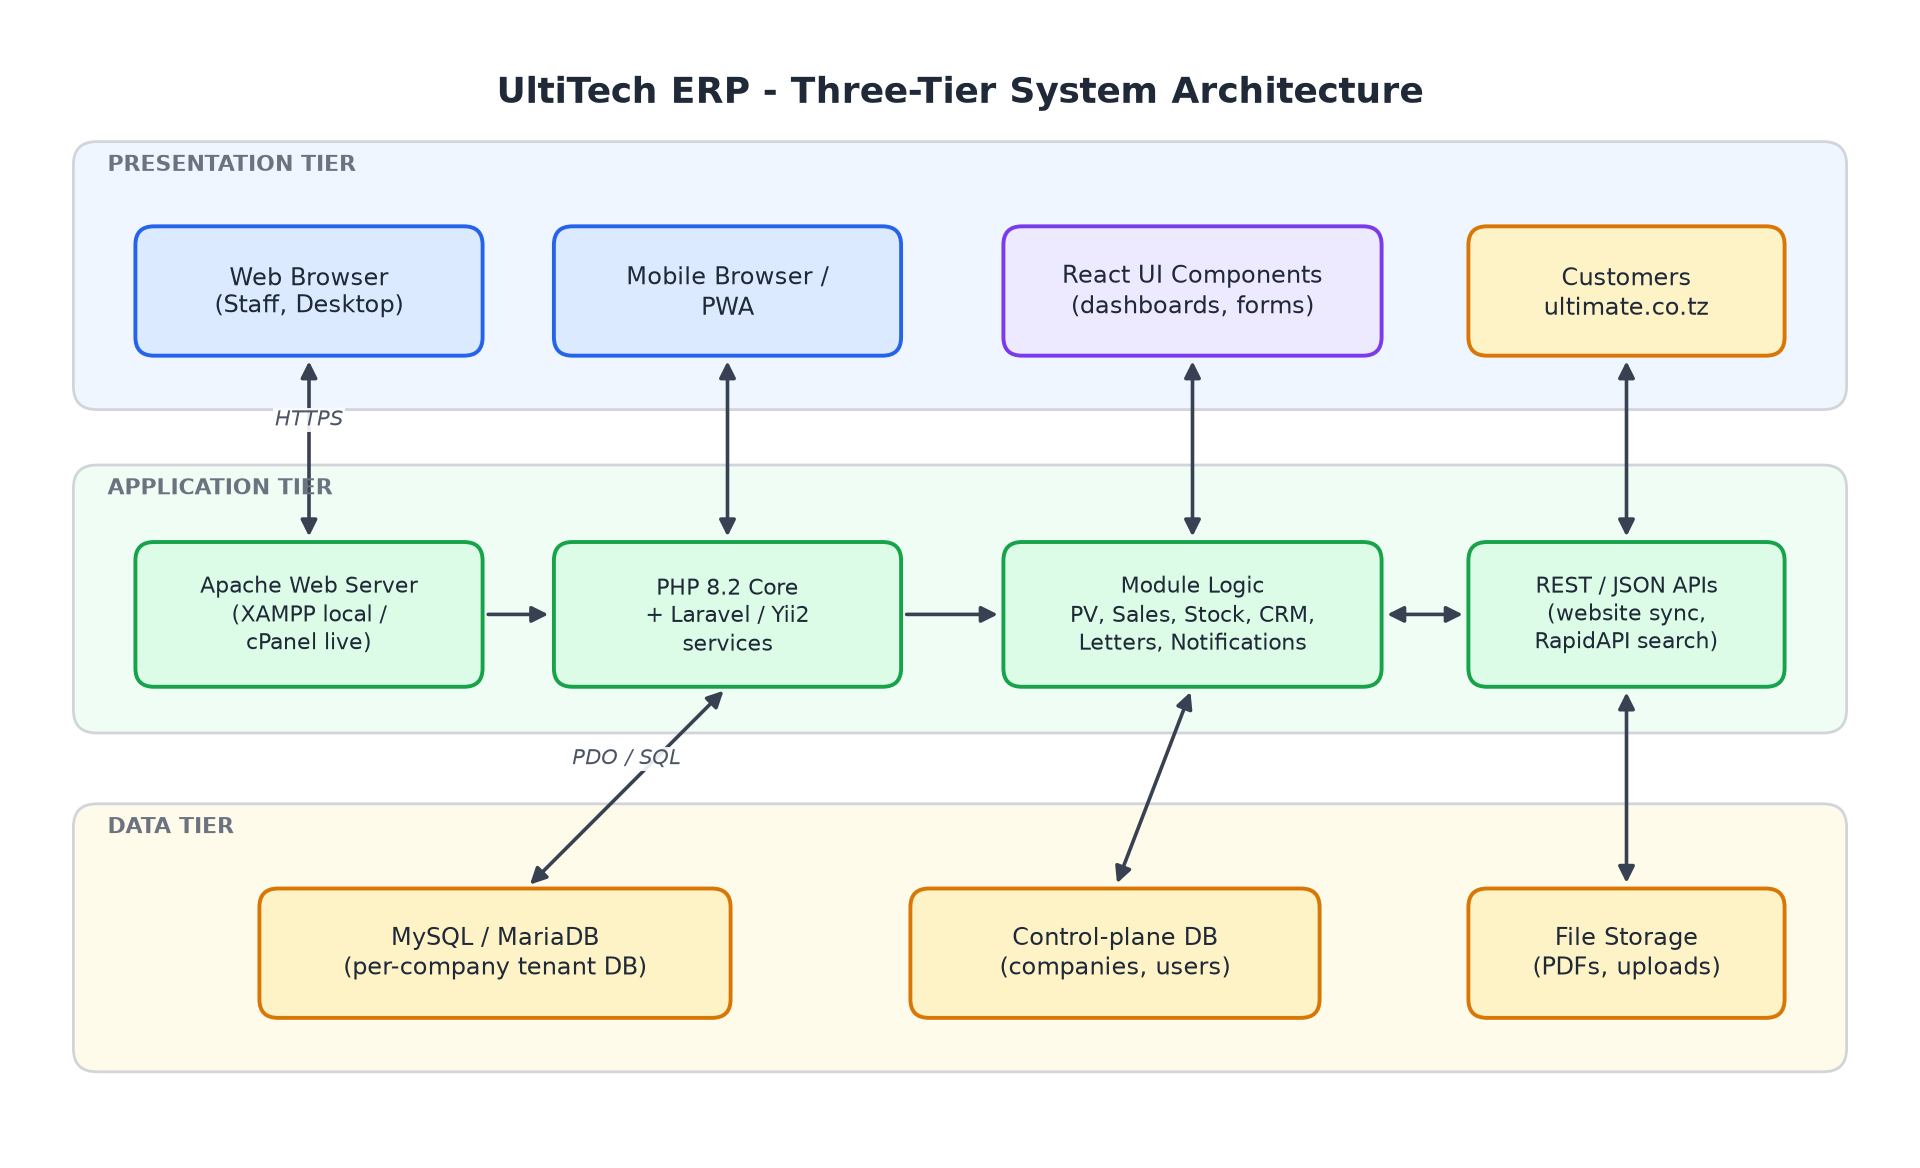 UltiTech ERP - Three-Tier System Architecture
PRESENTATION TIER
Web Browser
(Staff, Desktop)
Mobile Browser /
PWA
React UI Components
(dashboards, forms)
Customers
ultimate.co.tz
HTTPS
APPLICATION TIER
Apache Web Server
(XAMPP local /
cPanel live)
PHP 8.2 Core
+ Laravel / Yii2
services
Module Logic
PV, Sales, Stock, CRM,
Letters, Notifications
REST / JSON APIs
(website sync,
RapidAPI search)
PDO / SQL
DATA TIER
MySQL / MariaDB
(per-company tenant DB)
Control-plane DB
(companies, users)
File Storage
(PDFs, uploads)